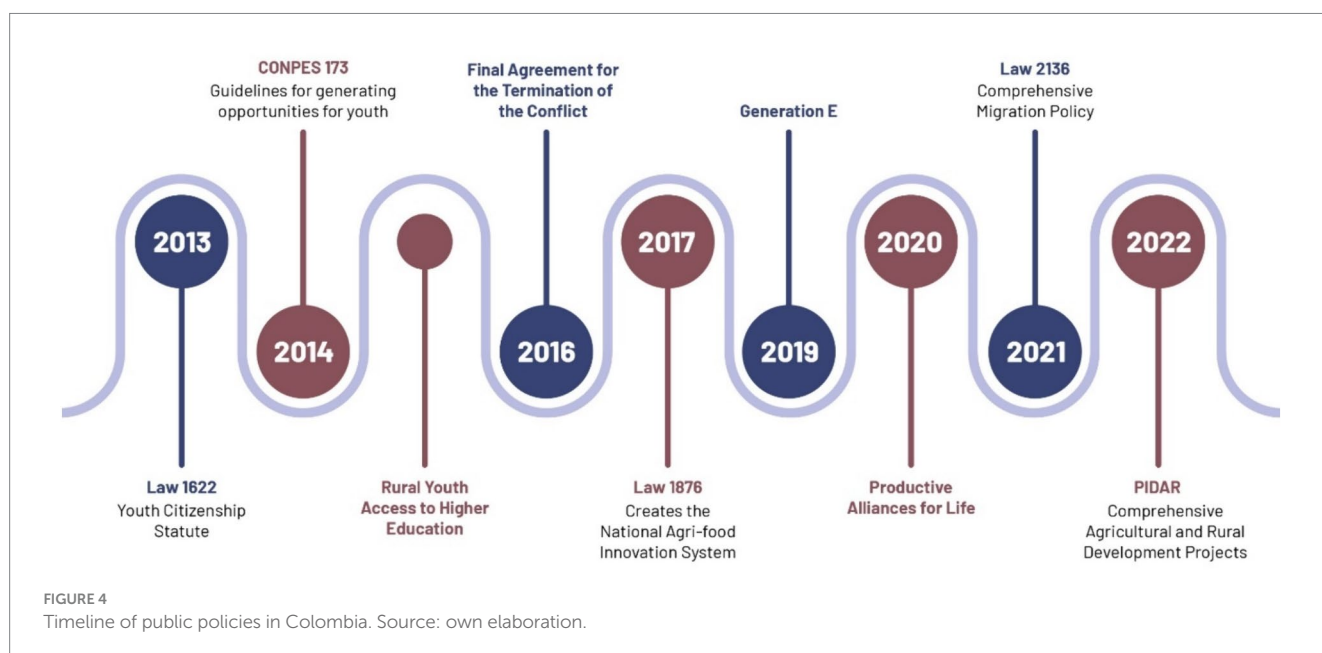 CONPES 173
Guidelines for generating
opportunities for youth
Final Agreement for
the Termination of
the Conflict
Generation E
Law 2136
Comprehensive
Migration Policy
2013
2014
2016
2017
2019
2020
2021
2022
Law 1622
Youth Citizenship
Statute
Rural Youth
Access to Higher
Education
Law 1876
Creates the
National Agri-food
Innovation System
Productive
Alliances for Life
PIDAR
Comprehensive
Agricultural and Rural
Development Projects
FIGURE 4
Timeline of public policies in Colombia. Source: own elaboration.